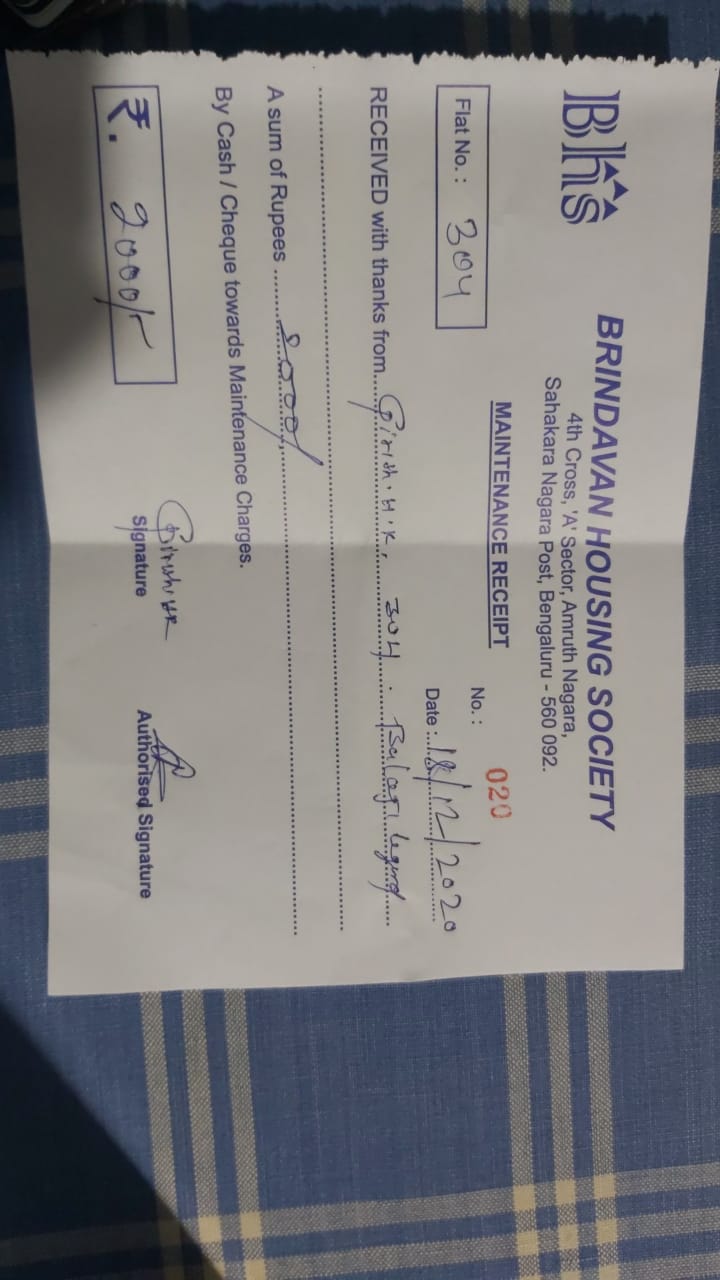 BhS
BRINDAVAN HOUSING SOCIETY
4th Cross, 'A' Sector, Amruth Nagara,
Sahakara Nagara Post, Bengaluru - 560 092.
MAINTENANCE RECEIPT
No. : 020
Flat No. : 304
Date : 18/12/2020
RECEIVED with thanks from Girish. H.K, 304. Balaji
A sum of Rupees 2000/
By Cash / Cheque towards Maintenance Charges.
₹. 2000/-
Girish HK
Signature
Authorised Signature